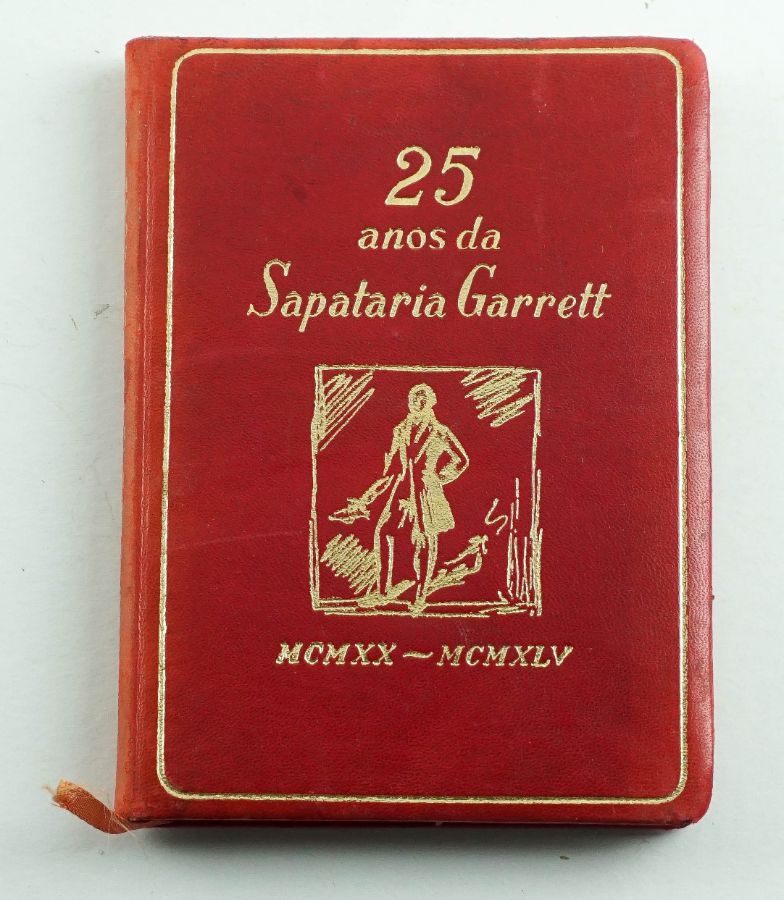 25
anos da
Sapataria Garrett
MCMXX ~ MCMXLV